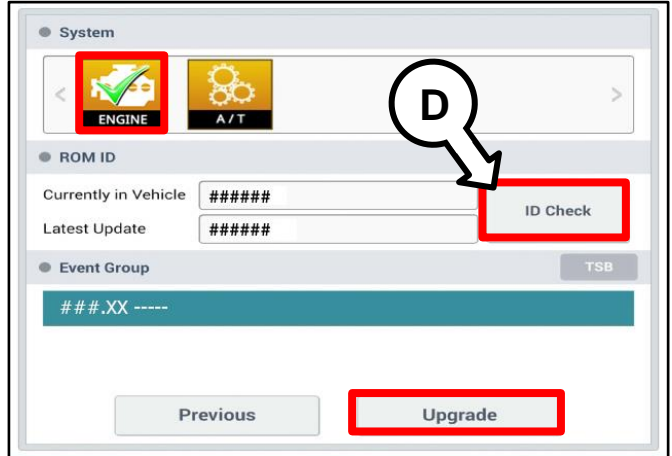 System
<
ENGINE
A/T
D
>
ROM ID
Currently in Vehicle ######
ID Check
Latest Update ######
Event Group TSB
###.XX -----
Previous Upgrade